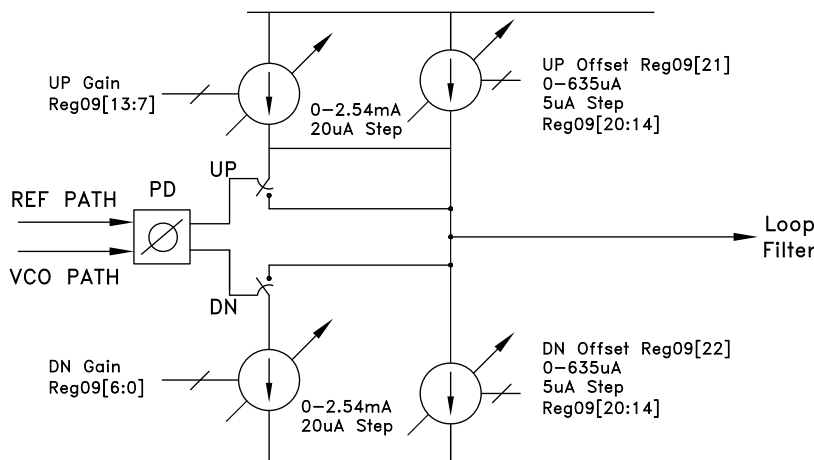 UP Gain
Reg09[13:7]
0-2.54mA
20uA Step
UP Offset Reg09[21]
0-635uA
5uA Step
Reg09[20:14]
UP
PD
REF PATH
VCO PATH
Loop
Filter
DN
DN Gain
Reg09[6:0]
0-2.54mA
20uA Step
DN Offset Reg09[22]
0-635uA
5uA Step
Reg09[20:14]